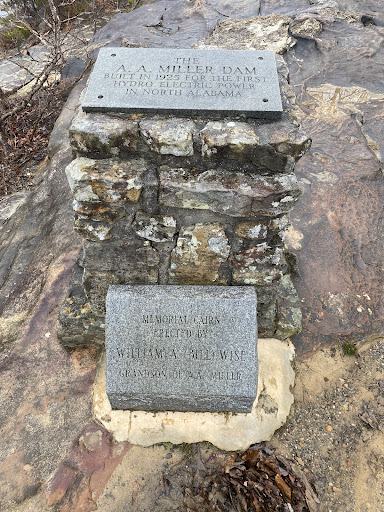 THE
A. A. MILLER DAM
BUILT IN 1925 FOR THE FIRST
HYDRO ELECTRIC POWER
IN NORTH ALABAMA
MEMORIAL CAIRN
ERECTED BY
WILLIAM A. (BILL) WISE
GRANDSON OF A.A. MILLER